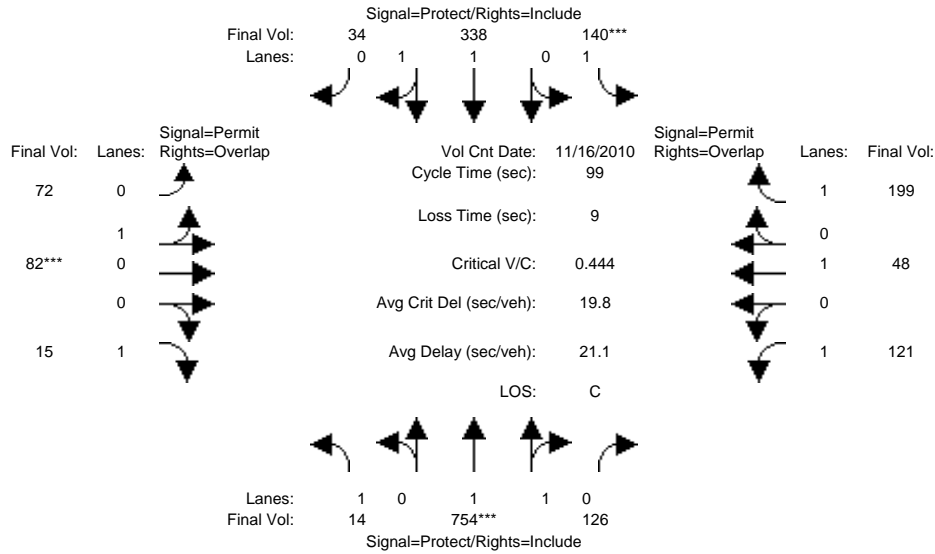 Signal=Protect/Rights=Include
Final Vol: 34 338 140***
Lanes: 0 1 1 0 1
Signal=Permit Signal=Permit
Final Vol: Lanes: Rights=Overlap Vol Cnt Date: 11/16/2010 Rights=Overlap Lanes: Final Vol:
Cycle Time (sec): 99
72 0 1 199
Loss Time (sec): 9
1 0
82*** 0 Critical V/C: 0.444 1 48
0 Avg Crit Del (sec/veh): 19.8 0
15 1 Avg Delay (sec/veh): 21.1 1 121
LOS: C
Lanes: 1 0 1 1 0
Final Vol: 14 754*** 126
Signal=Protect/Rights=Include